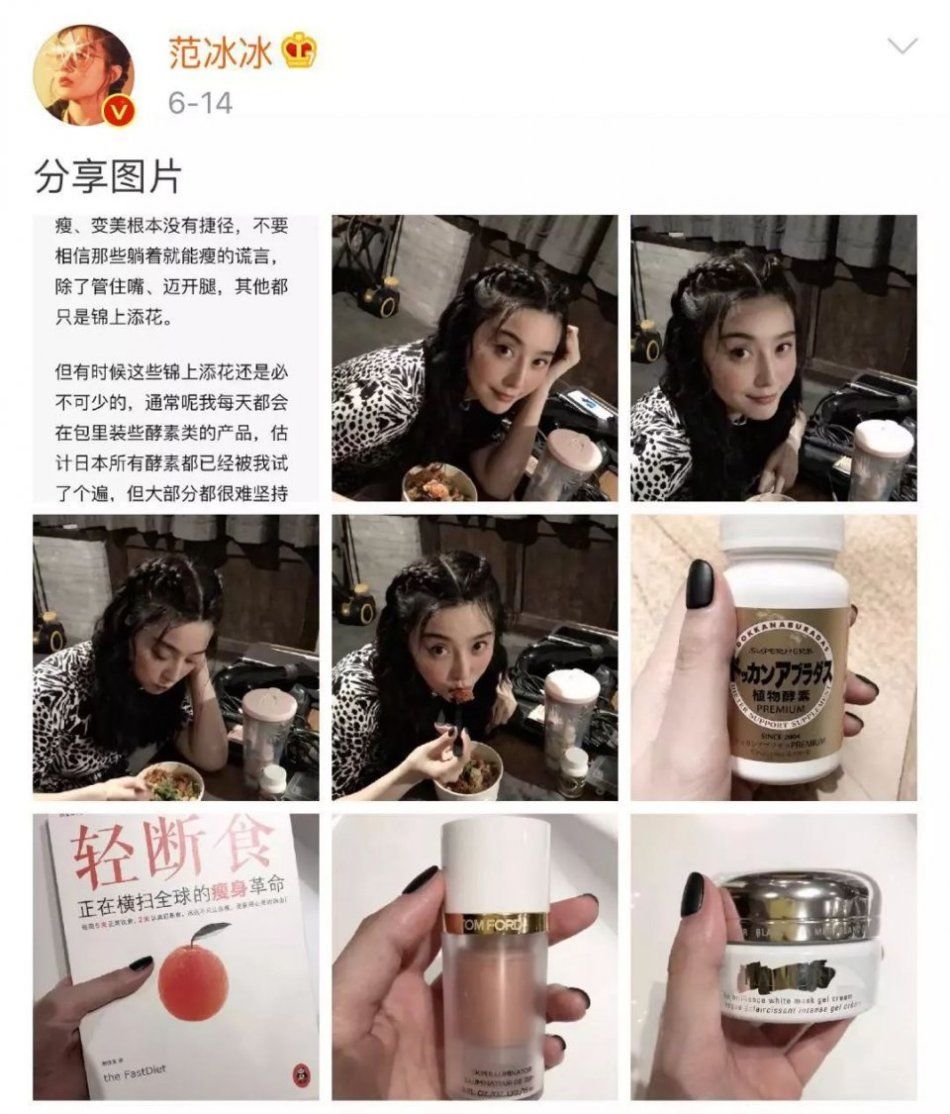 范冰冰
6-14
分享图片
瘦、变美根本没有捷径，不要
相信那些躺着就能瘦的谎言，
除了管住嘴、迈开腿，其他都
只是锦上添花。
但有时候这些锦上添花还是必
不可少的，通常呢我每天都会
在包里装些酵素类的产品，估
计日本所有酵素都已经被我试
了个遍，但大部分都很难坚持
DOKKANABURADAS
SUPER HERB
ドッカンアブラダス
植物酵素
PREMIUM
DIETER SUPPORT SUPPLEMENT
SINCE 2004
轻断食
正在横扫全球的瘦身革命
the FastDiet
TOM FORD
SKIN ILLUMINATOR
brilliance white mask gel cream
masque éclaircissant intense gel crème